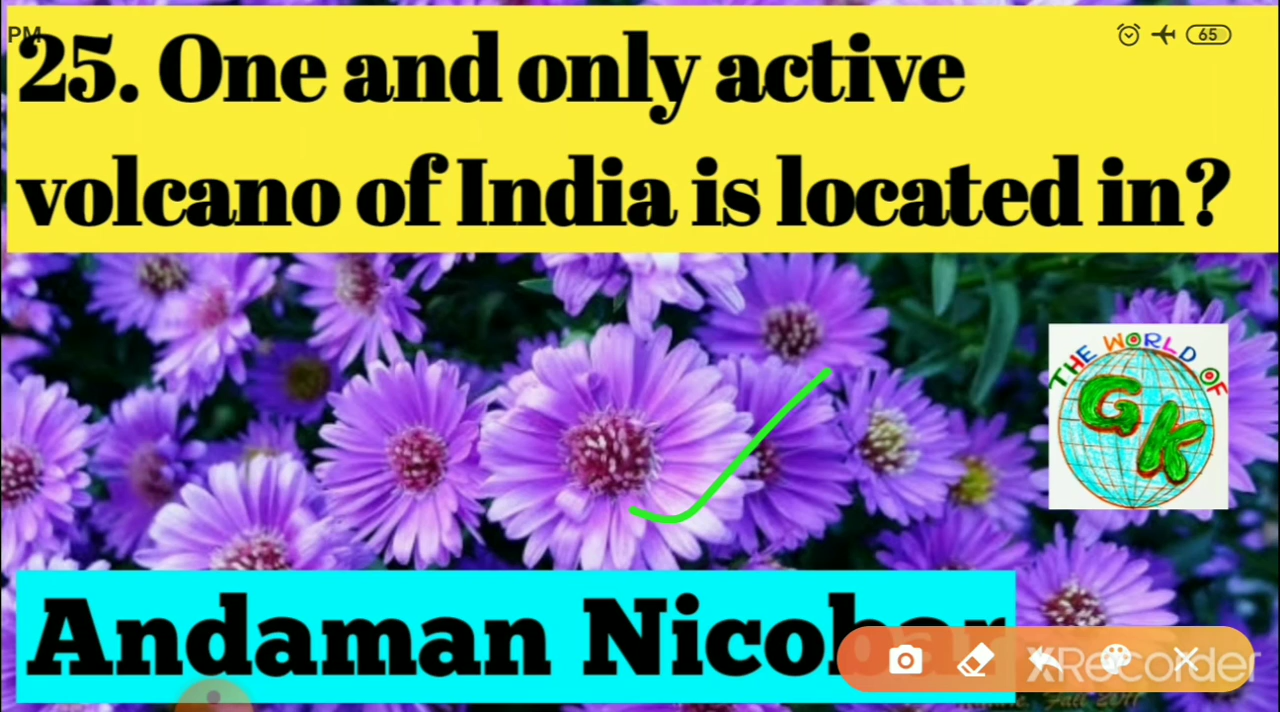 PM
65
25. One and only active
volcano of India is located in?
THE WORLD OF
GK
Andaman Nicobar
XRecorder